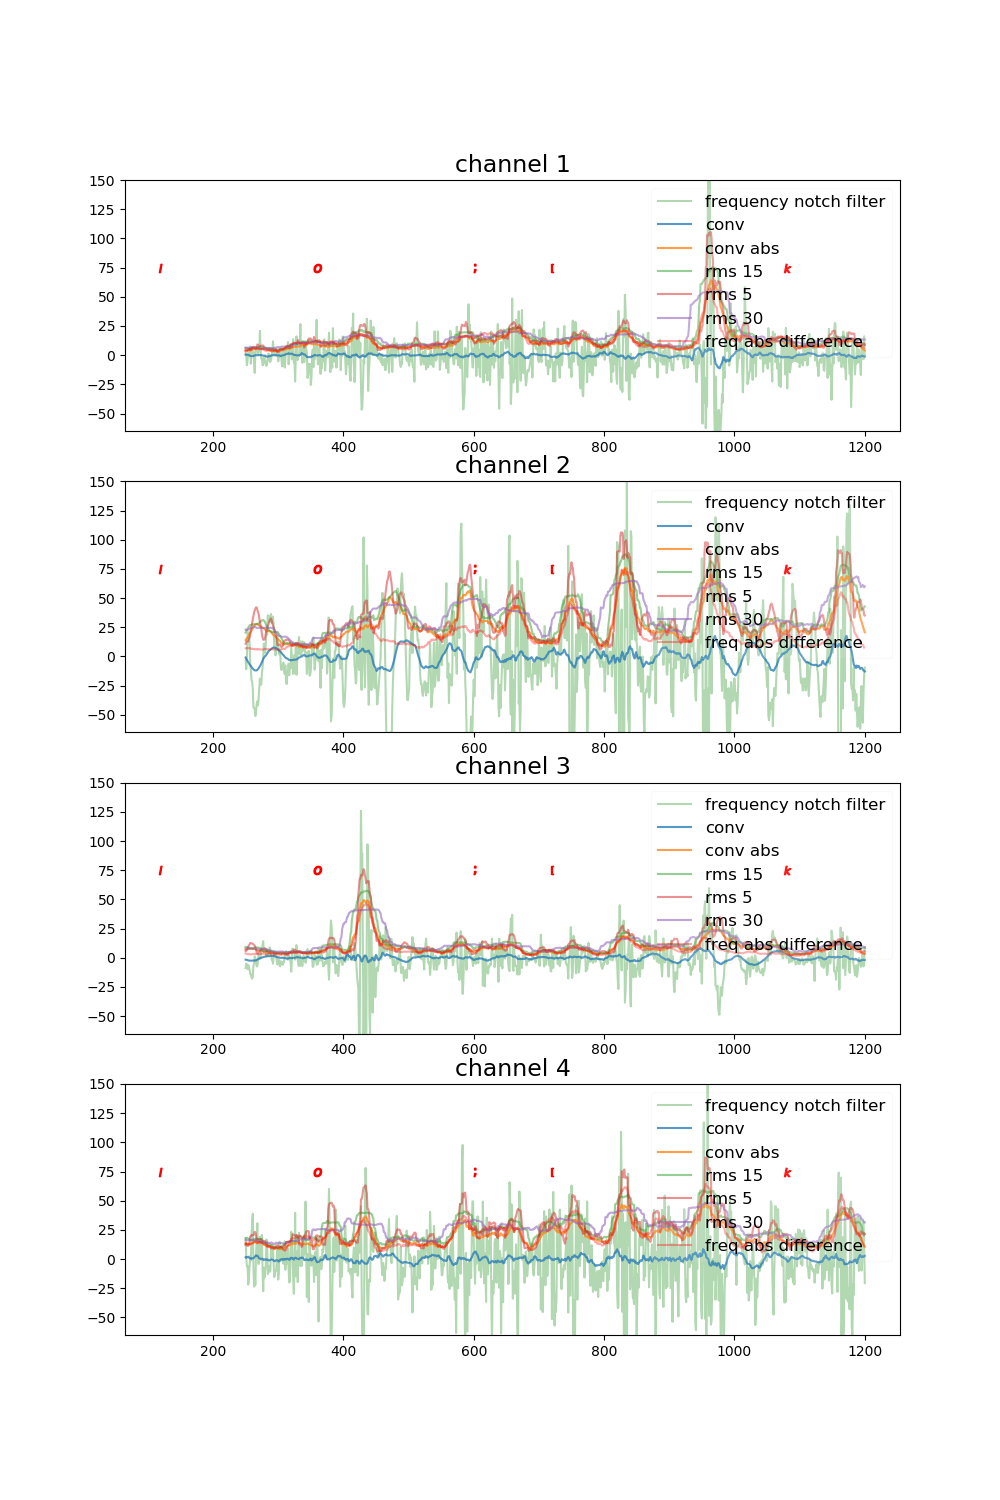 channel 1
150
125
100
75
50
25
0
−25
−50
frequency notch filter
conv
conv abs
rms 15
rms 5
rms 30
freq abs difference
l O ; [ k
200 400 600 800 1000 1200
channel 2
150
125
100
75
50
25
0
−25
−50
frequency notch filter
conv
conv abs
rms 15
rms 5
rms 30
freq abs difference
l O ; [ k
200 400 600 800 1000 1200
channel 3
150
125
100
75
50
25
0
−25
−50
frequency notch filter
conv
conv abs
rms 15
rms 5
rms 30
freq abs difference
l O ; [ k
200 400 600 800 1000 1200
channel 4
150
125
100
75
50
25
0
−25
−50
frequency notch filter
conv
conv abs
rms 15
rms 5
rms 30
freq abs difference
l O ; [ k
200 400 600 800 1000 1200